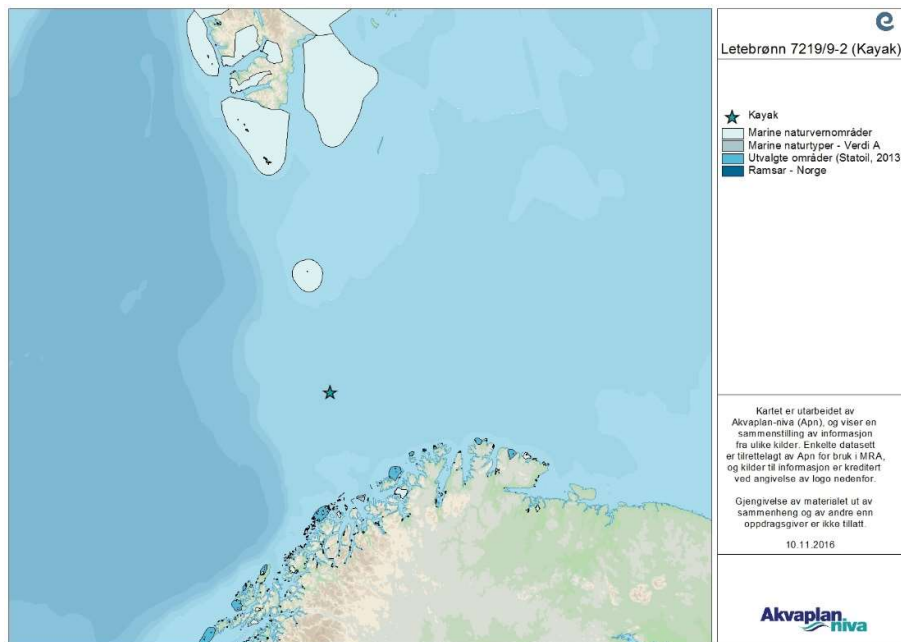 Letebrønn 7219/9-2 (Kayak)
Kayak
Marine naturvernområder
Marine naturtyper - Verdi A
Utvalgte områder (Statoil, 2013
Ramsar - Norge
Kartet er utarbeidet av
Akvaplan-niva (Apn), og viser en
sammenstilling av informasjon
fra ulike kilder. Enkelte datasett
er tilrettelagt av Apn for bruk i MRA,
og kilder til informasjon er kreditert
ved angivelse av logo nedenfor.
Gjengivelse av materialet ut av
sammenheng og av andre enn
oppdragsgiver er ikke tillatt.
10.11.2016
Akvaplan
niva